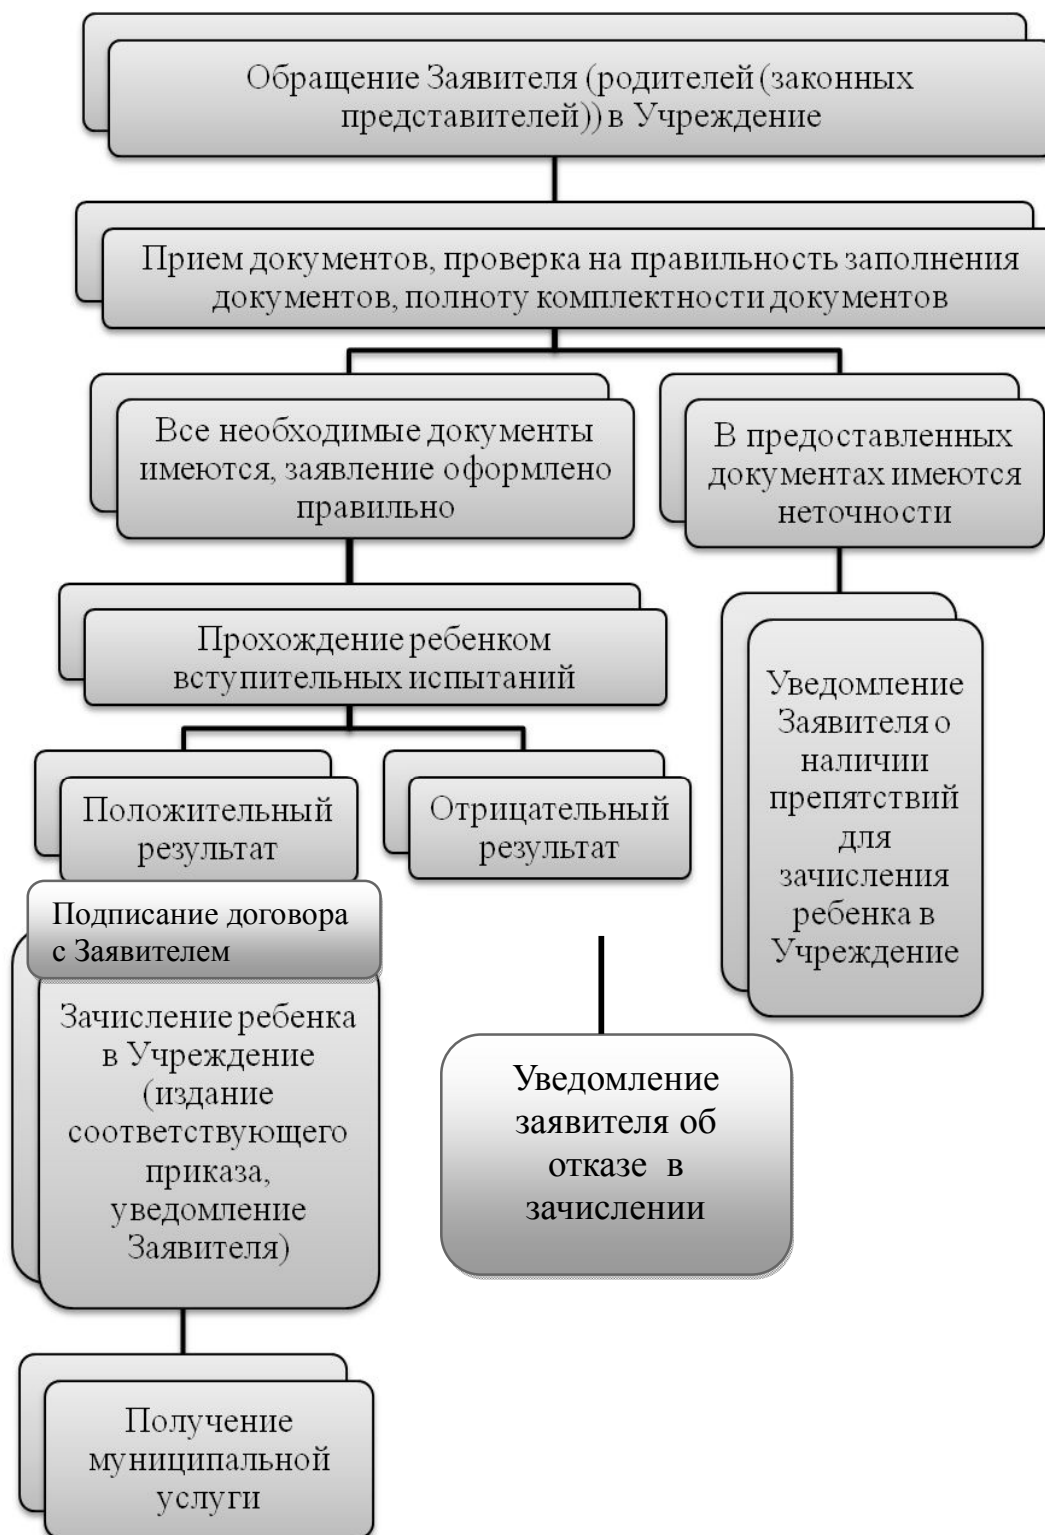 Обращение Заявителя (родителей (законных
представителей)) в Учреждение
Прием документов, проверка на правильность заполнения
документов, полноту комплектности документов
Все необходимые документы
имеются, заявление оформлено
правильно
В предоставленных
документах имеются
неточности
Прохождение ребенком
вступительных испытаний
Уведомление
Заявителя о
наличии
препятствий
для
зачисления
ребенка в
Учреждение
Положительный
результат
Отрицательный
результат
Подписание договора
с Заявителем
Зачисление ребенка
в Учреждение
(издание
соответствующего
приказа,
уведомление
Заявителя)
Уведомление
заявителя об
отказе в
зачислении
Получение
муниципальной
услуги